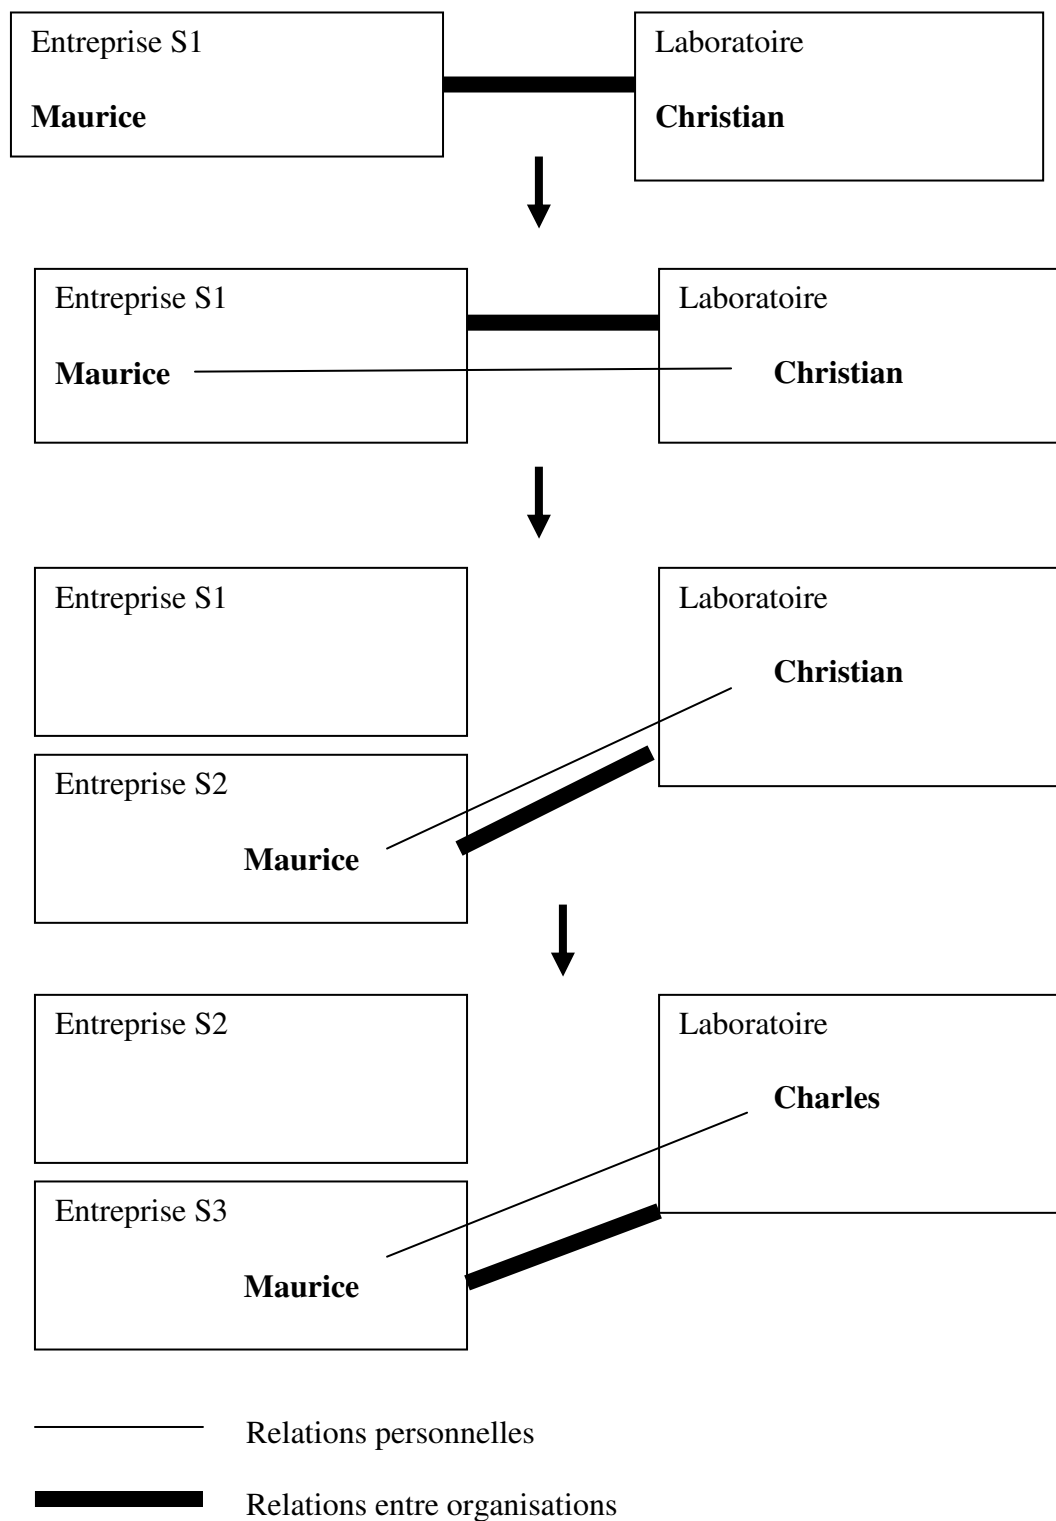 Entreprise S1
Laboratoire
Maurice
Christian
Entreprise S1
Laboratoire
Maurice
Christian
Entreprise S1
Laboratoire
Christian
Entreprise S2
Maurice
Entreprise S2
Laboratoire
Charles
Entreprise S3
Maurice
Relations personnelles
Relations entre organisations